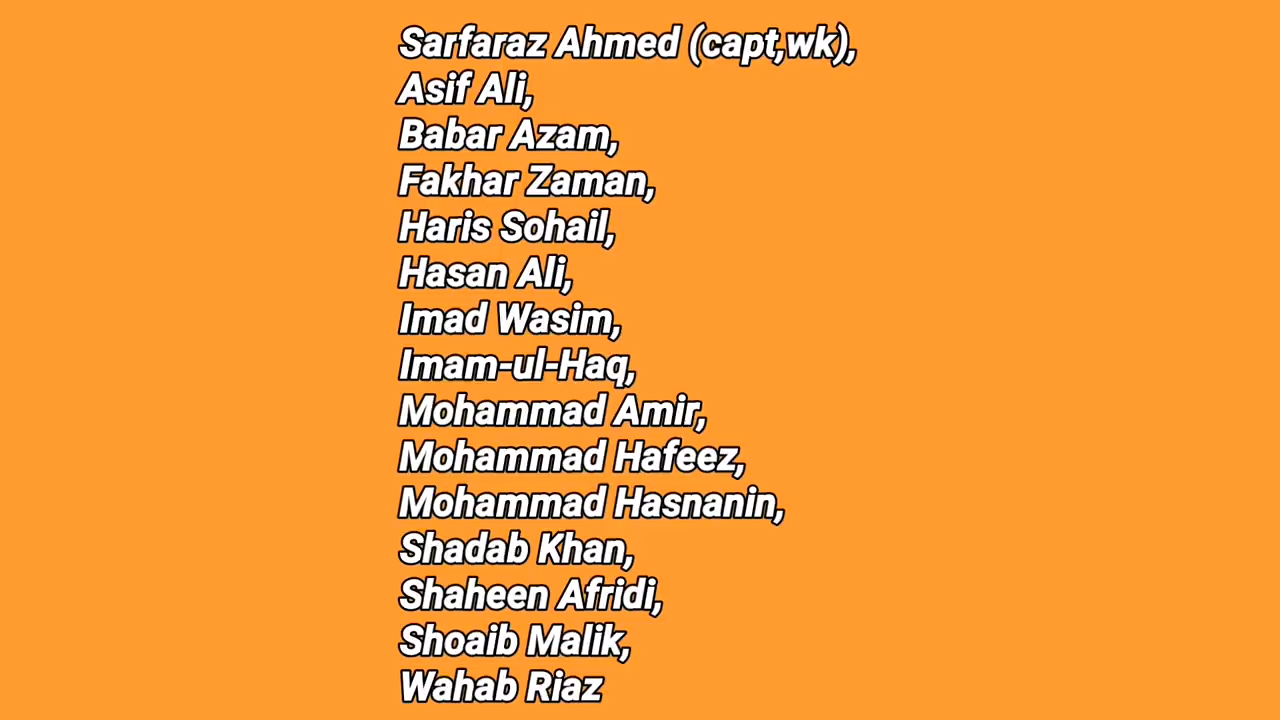 Sarfaraz Ahmed (capt,wk),
Asif Ali,
Babar Azam,
Fakhar Zaman,
Haris Sohail,
Hasan Ali,
Imad Wasim,
Imam-ul-Haq,
Mohammad Amir,
Mohammad Hafeez,
Mohammad Hasnanin,
Shadab Khan,
Shaheen Afridi,
Shoaib Malik,
Wahab Riaz